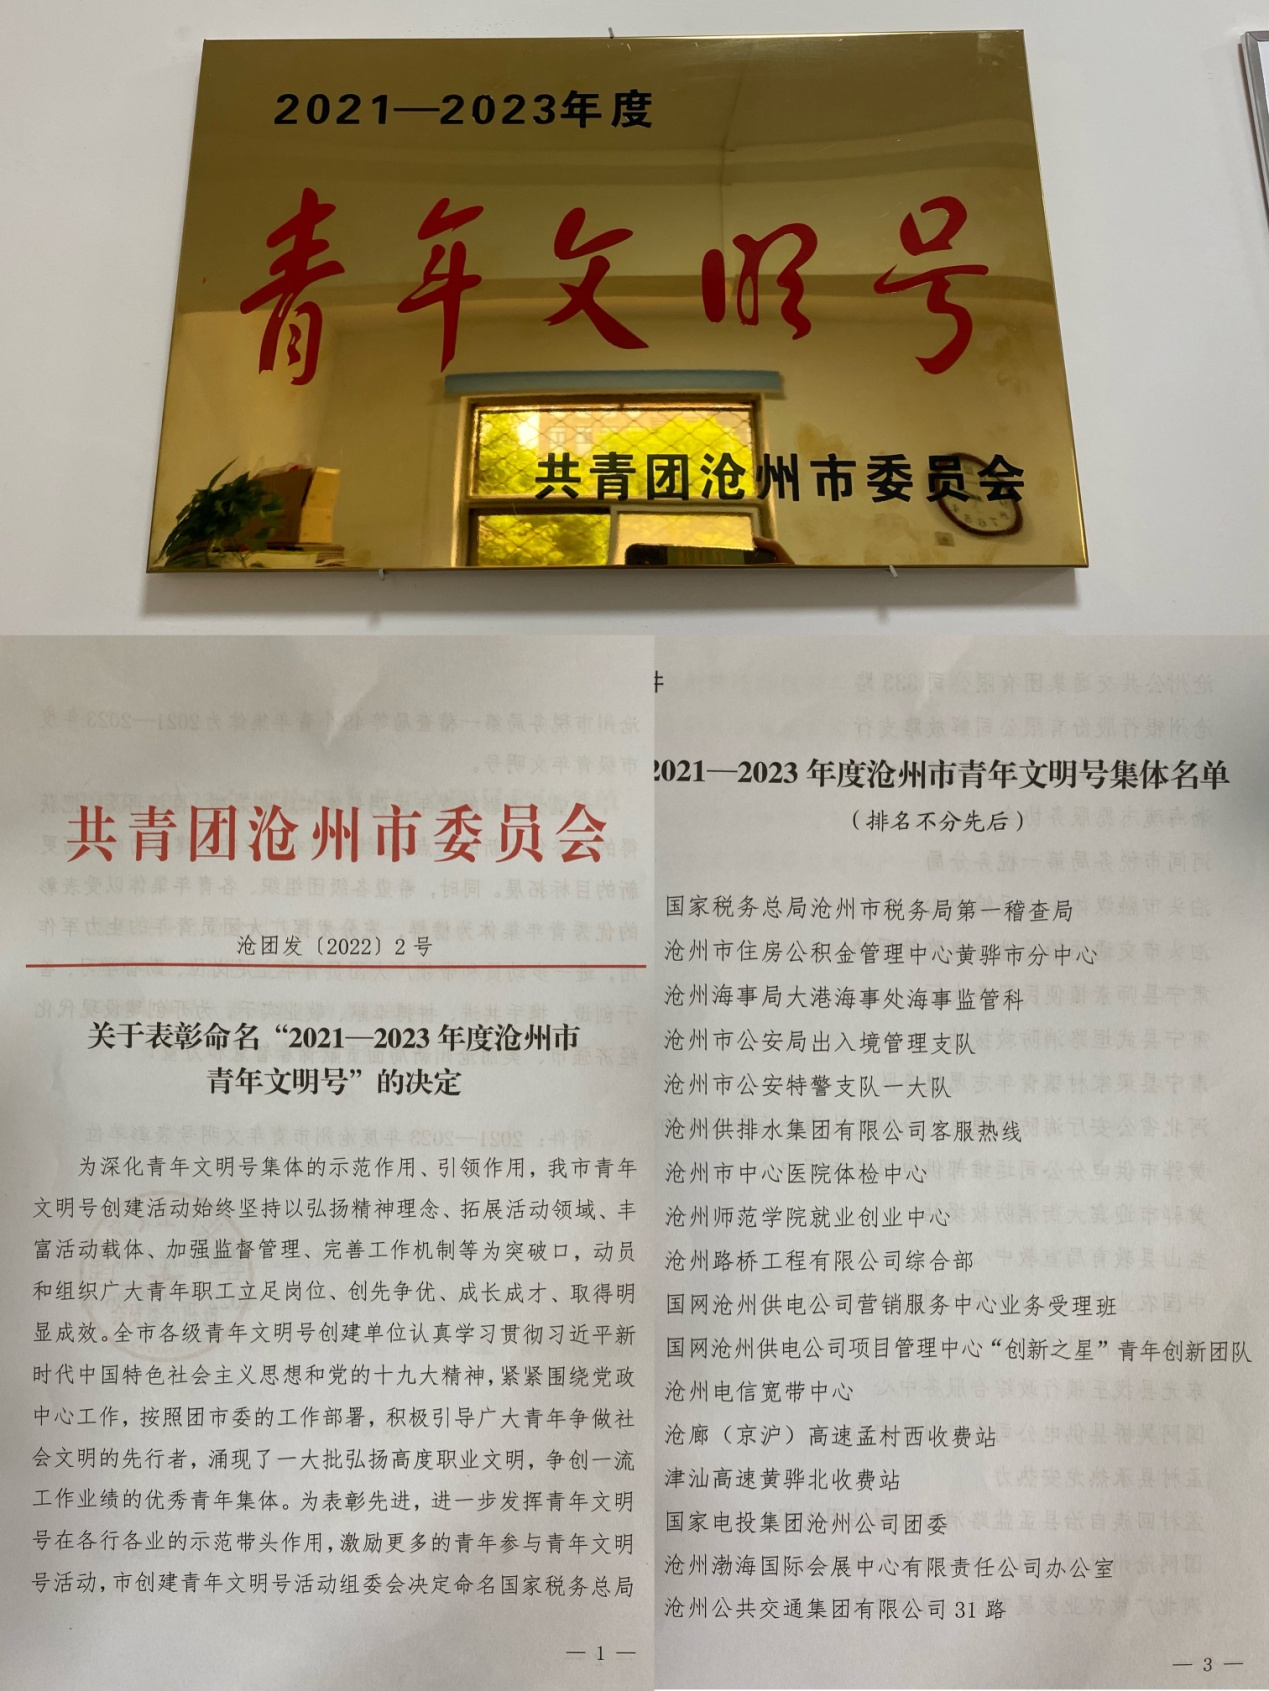 2021—2023年度
青年文明号
共青团沧州市委员会
共青团沧州市委员会
沧团发〔2022〕2号
关于表彰命名“2021—2023年度沧州市
青年文明号”的决定
为深化青年文明号集体的示范作用、引领作用，我市青年
文明号创建活动始终坚持以弘扬精神理念、拓展活动领域、丰
富活动载体、加强监督管理、完善工作机制等为突破口，动员
和组织广大青年职工立足岗位、创先争优、成长成才、取得明
显成效。全市各级青年文明号创建单位认真学习贯彻习近平新
时代中国特色社会主义思想和党的十九大精神，紧紧围绕党政
中心工作，按照团市委的工作部署，积极引导广大青年争做社
会文明的先行者，涌现了一大批弘扬高度职业文明，争创一流
工作业绩的优秀青年集体。为表彰先进，进一步发挥青年文明
号在各行各业的示范带头作用，激励更多的青年参与青年文明
号活动，市创建青年文明号活动组委会决定命名国家税务总局
— 1 —
2021—2023年度沧州市青年文明号集体名单
（排名不分先后）
国家税务总局沧州市税务局第一稽查局
沧州市住房公积金管理中心黄骅市分中心
沧州海事局大港海事处海事监管科
沧州市公安局出入境管理支队
沧州市公安特警支队一大队
沧州供排水集团有限公司客服热线
沧州市中心医院体检中心
沧州师范学院就业创业中心
沧州路桥工程有限公司综合部
国网沧州供电公司营销服务中心业务受理班
国网沧州供电公司项目管理中心“创新之星”青年创新团队
沧州电信宽带中心
沧廊（京沪）高速孟村西收费站
津汕高速黄骅北收费站
国家电投集团沧州公司团委
沧州渤海国际会展中心有限责任公司办公室
沧州公共交通集团有限公司31路
— 3 —